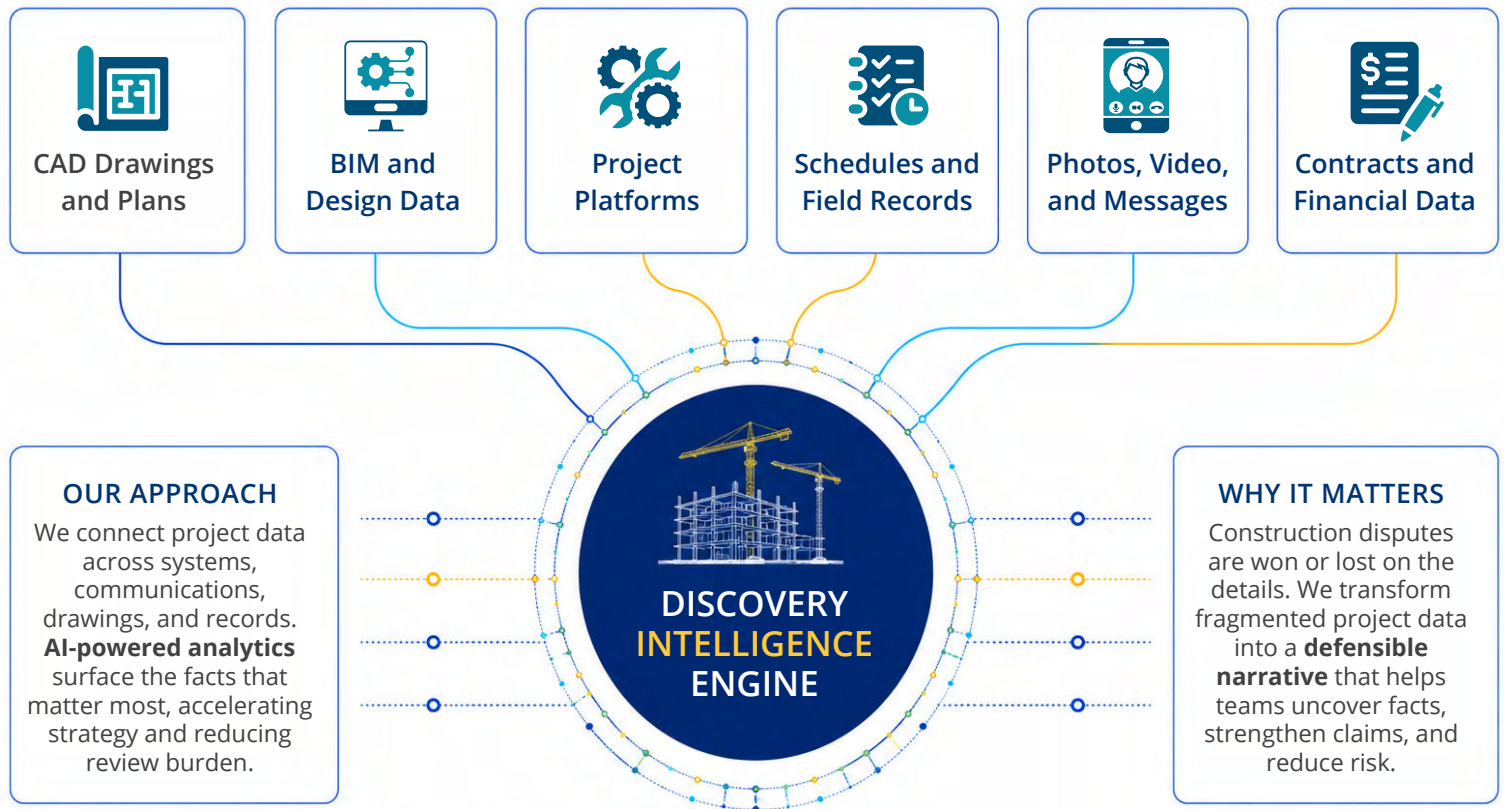 CAD Drawings
and Plans
BIM and
Design Data
Project
Platforms
Schedules and
Field Records
Photos, Video,
and Messages
$
Contracts and
Financial Data
OUR APPROACH
We connect project data
across systems,
communications,
drawings, and records.
AI-powered analytics
surface the facts that
matter most, accelerating
strategy and reducing
review burden.
DISCOVERY
INTELLIGENCE
ENGINE
WHY IT MATTERS
Construction disputes
are won or lost on the
details. We transform
fragmented project data
into a defensible
narrative that helps
teams uncover facts,
strengthen claims, and
reduce risk.